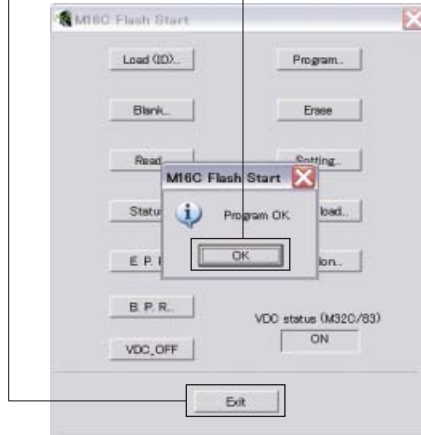 M16C Flash Start
Load (ID)... Program...
Blank... Erase
Read... Setting...
M16C Flash Start
Program OK
OK
B. P. R...
VDC status (M32C/83)
ON
VDC_OFF
Exit